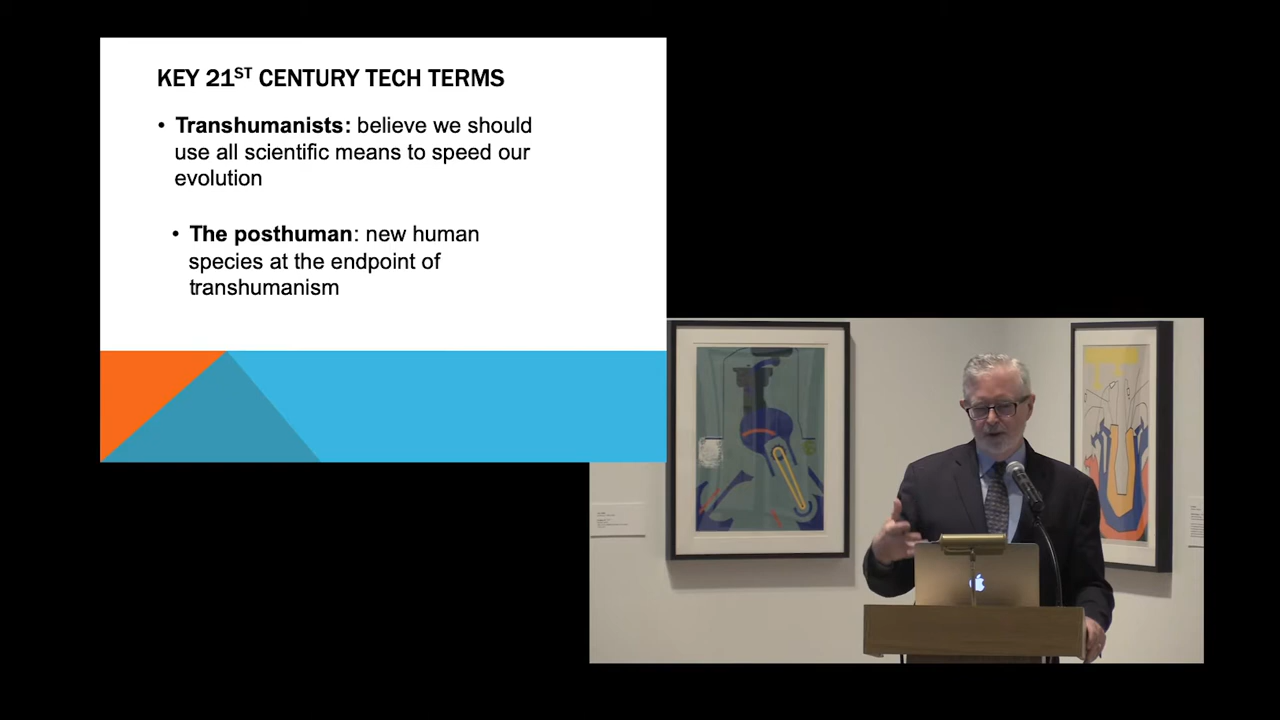 KEY 21ST CENTURY TECH TERMS
• Transhumanists: believe we should
use all scientific means to speed our
evolution
• The posthuman: new human
species at the endpoint of
transhumanism